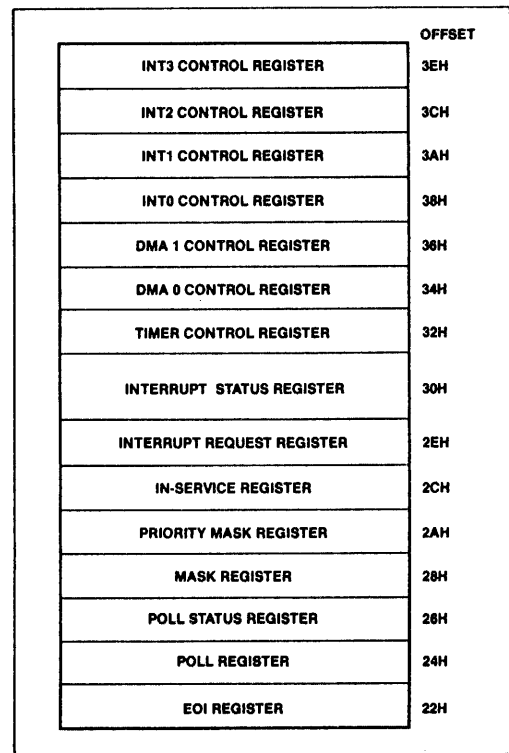 OFFSET
INT3 CONTROL REGISTER 3EH
INT2 CONTROL REGISTER 3CH
INT1 CONTROL REGISTER 3AH
INT0 CONTROL REGISTER 38H
DMA 1 CONTROL REGISTER 36H
DMA 0 CONTROL REGISTER 34H
TIMER CONTROL REGISTER 32H
INTERRUPT STATUS REGISTER 30H
INTERRUPT REQUEST REGISTER 2EH
IN-SERVICE REGISTER 2CH
PRIORITY MASK REGISTER 2AH
MASK REGISTER 28H
POLL STATUS REGISTER 26H
POLL REGISTER 24H
EOI REGISTER 22H